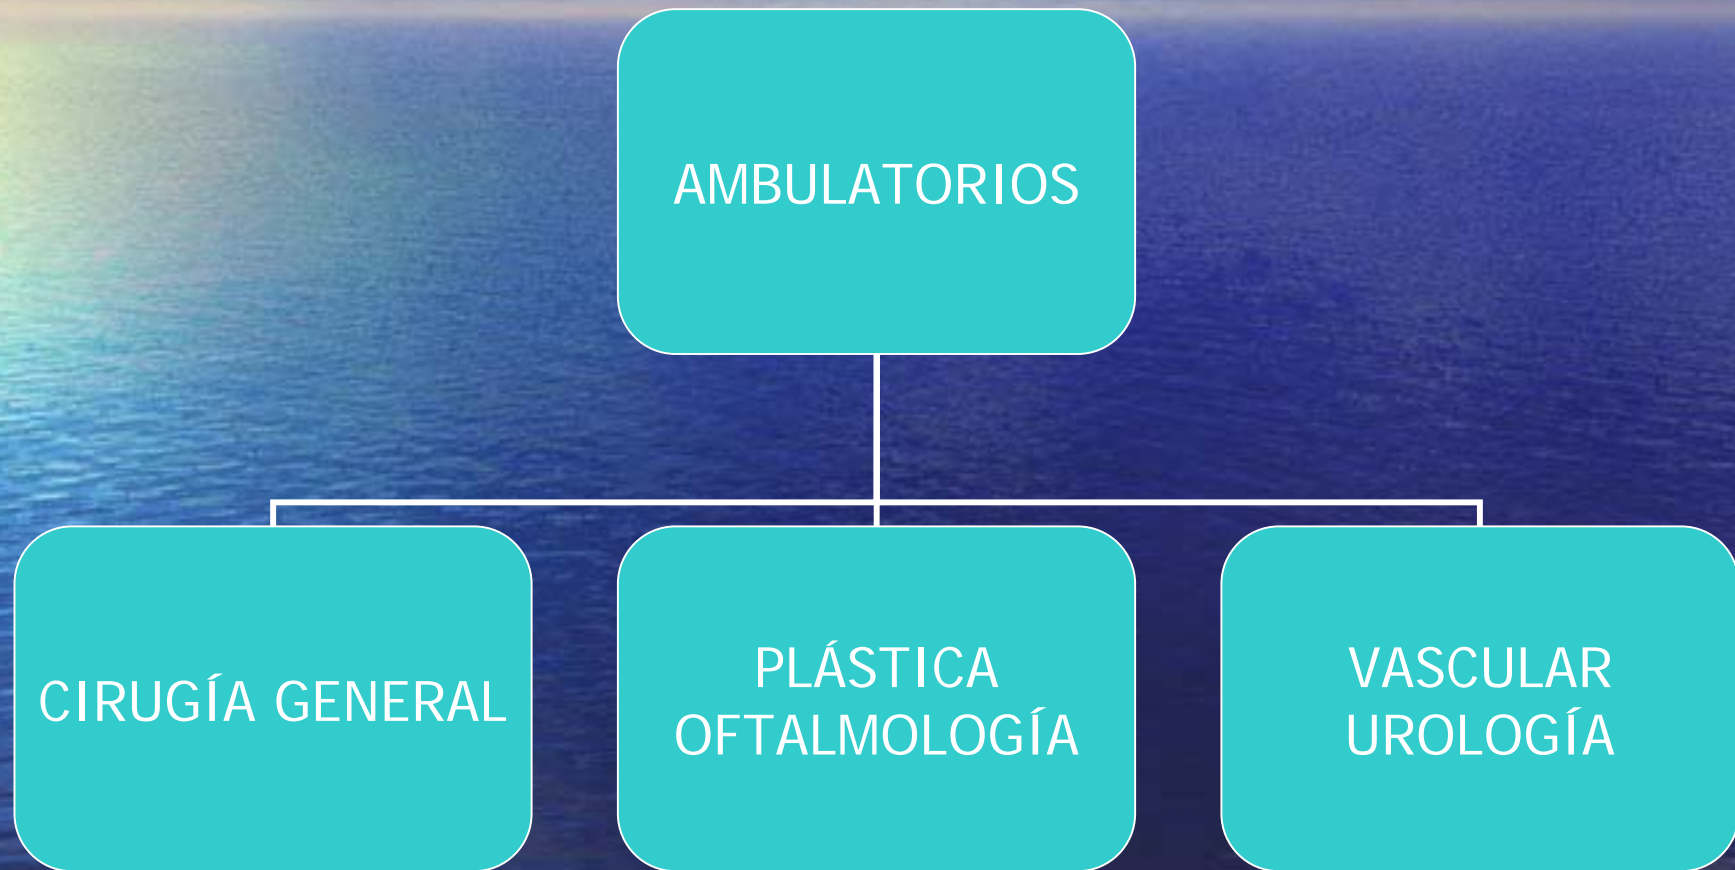 AMBULATORIOS
CIRUGÍA GENERAL
PLÁSTICA
OFTALMOLOGÍA
VASCULAR
UROLOGÍA